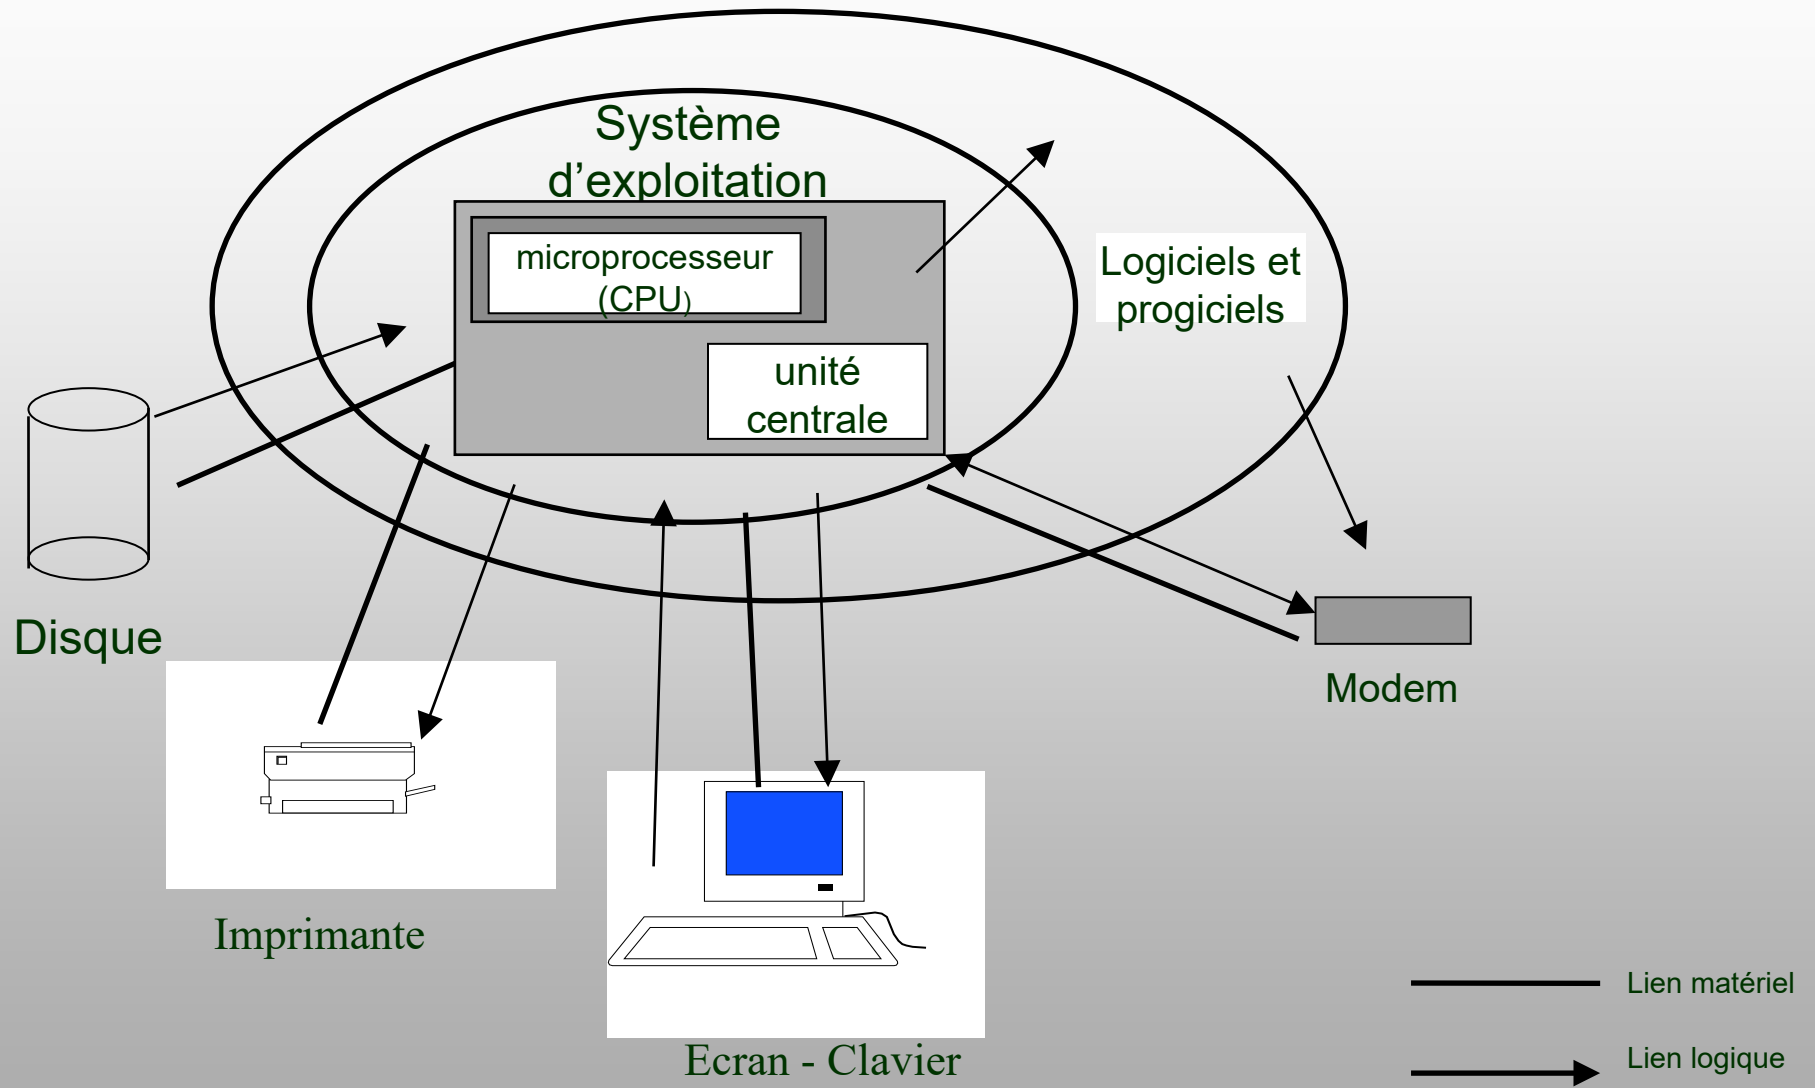 Système
d’exploitation
microprocesseur
(CPU)
Logiciels et
progiciels
unité
centrale
Disque
Modem
Imprimante
Ecran - Clavier
Lien matériel
Lien logique